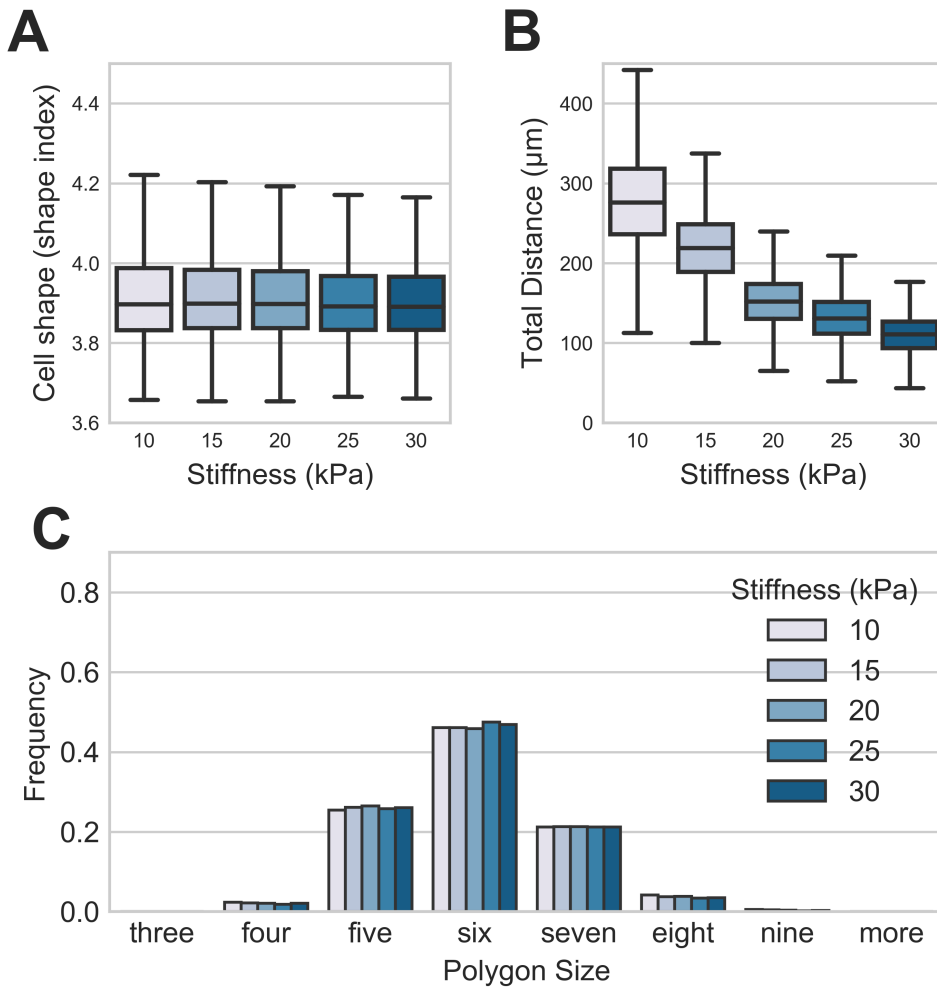 A
Cell shape (shape index)
4.4
4.2
4.0
3.8
3.6
10 15 20 25 30
Stiffness (kPa)
B
Total Distance (µm)
400
300
200
100
0
10 15 20 25 30
Stiffness (kPa)
C
Frequency
0.8
0.6
0.4
0.2
0.0
Stiffness (kPa)
10
15
20
25
30
three four five six seven eight nine more
Polygon Size